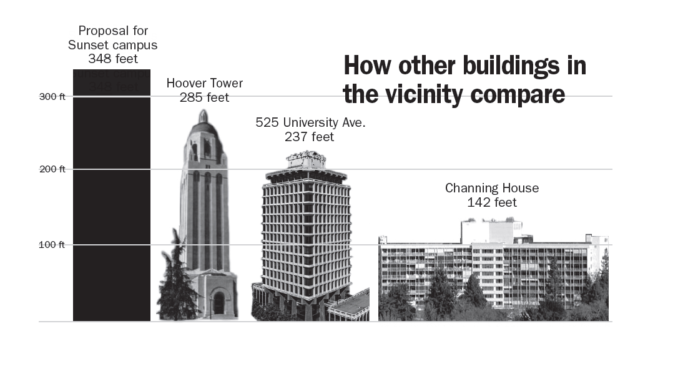 Proposal for
Sunset campus
348 feet
How other buildings in
the vicinity compare
Hoover Tower
285 feet
300 ft
525 University Ave.
237 feet
200 ft
Channing House
142 feet
100 ft